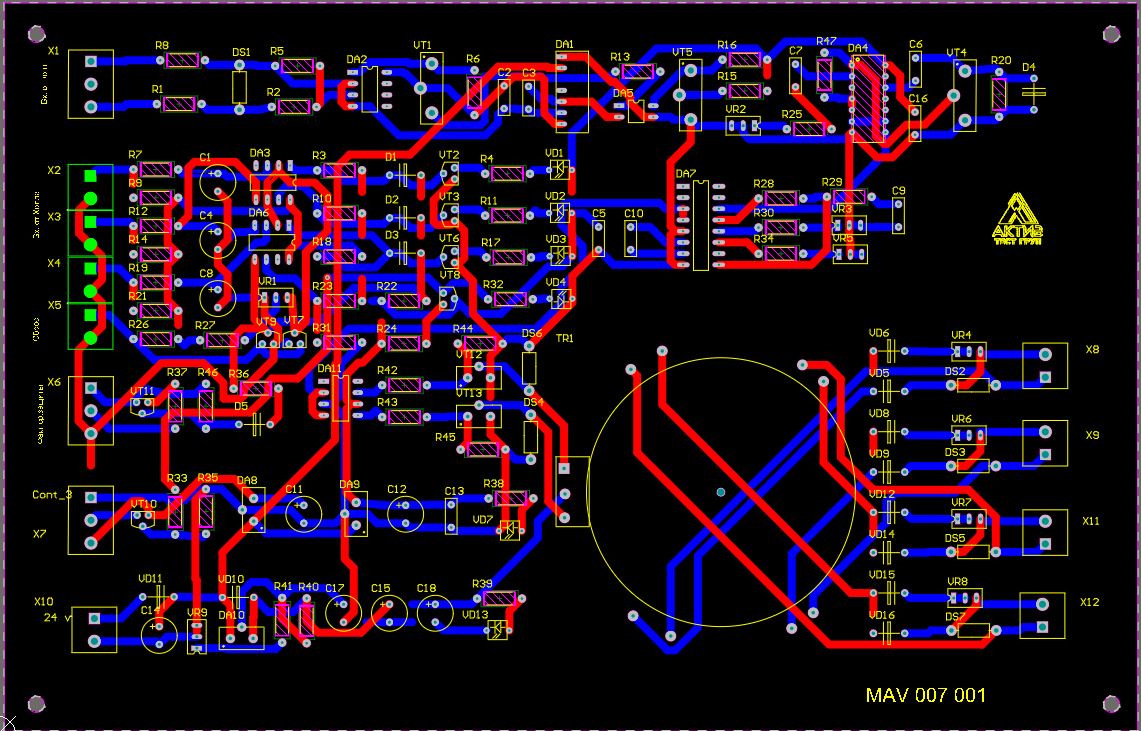 X1
R8
DS1
R5
DA2
VT1
R6
C2
C3
DA1
R13
DA5
VT5
R16
C7
R47
DA4
C6
VT4
R20
D4
R1
R2
R15
VR2
R25
C16
X2
R7
C1
DA3
R3
D1
VT2
R4
VD1
DA7
R28
R29
C9
X3
R12
C4
DA6
R10
D2
VT3
R11
VD2
C5
C10
R30
VR3
R14
R18
D3
VT6
R17
VD3
R34
VR5
АКТИВ
X4
R19
C8
VR1
R23
R22
VT8
R32
VD4
X5
R21
R26
R27
VT9
VT7
R31
R24
R44
DS6
TR1
VD6
VR4
X8
X6
R37
R46
R36
DA11
R42
VT12
VD5
DS2
VT11
D5
R43
VT13
DS4
VD8
VR6
X9
R45
VD9
DS3
Cont_3
R33
R35
DA8
C11
DA9
C12
C13
R38
VD12
VR7
X11
X7
VT10
VD7
VD14
DS5
X10
VD11
VD10
R41
R40
C17
C15
C18
R39
VD15
VR8
X12
24 v
C14
VR9
DA10
VD13
VD16
DS7
MAV 007 001